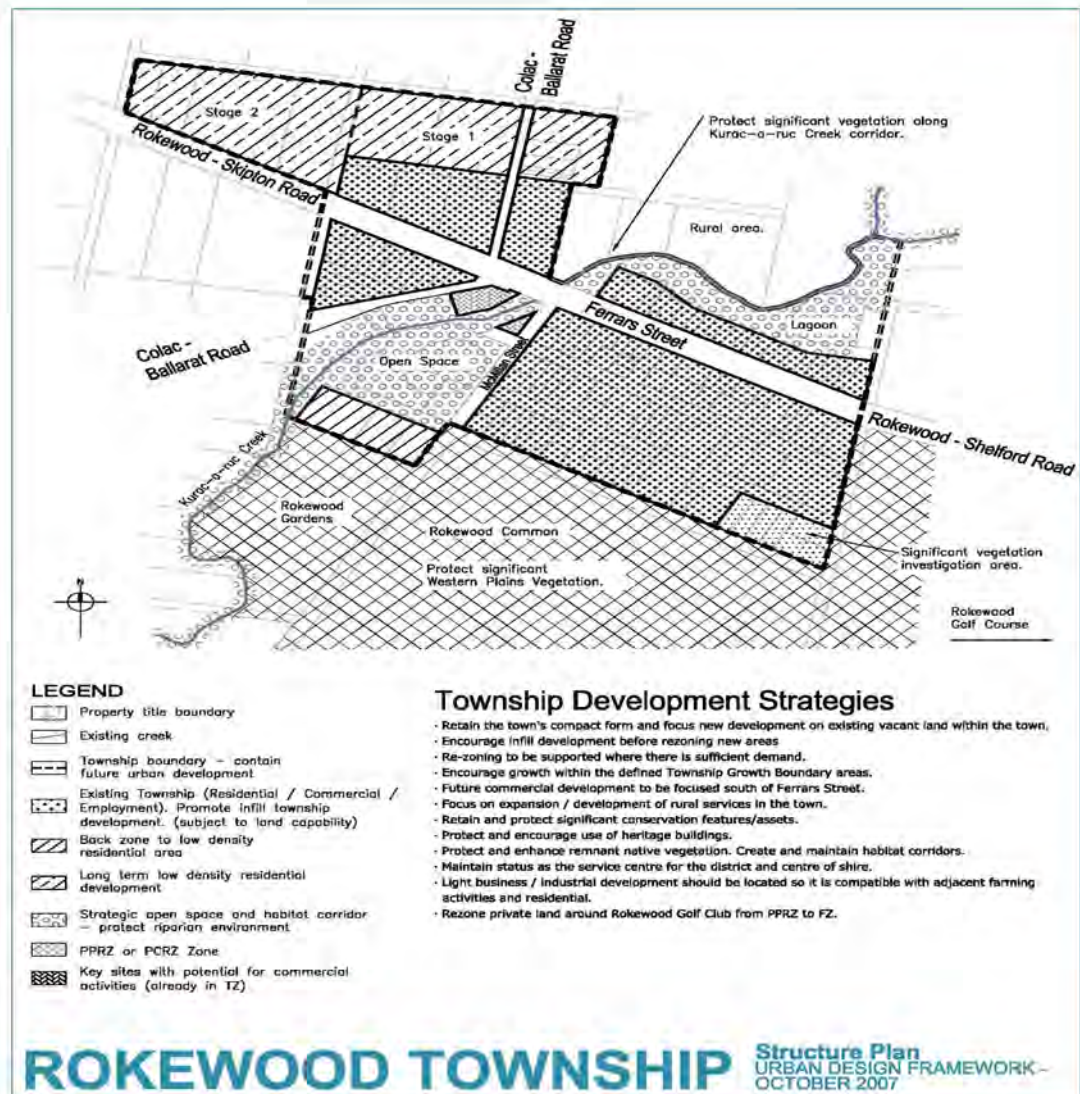 Colac -
Ballarat Road
Stage 2
Stage 1
Protect significant vegetation along
Kurac-a-ruc Creek corridor.
Rokewood - Skipton Road
Rural area.
Lagoon
Ferrars Street
Colac -
Ballarat Road
Open Space
McMillan Street
Rokewood - Shelford Road
Kurac-a-ruc Creek
Rokewood
Gardens
Rokewood Common
Protect significant
Western Plains Vegetation.
Significant vegetation
investigation area.
N
Rokewood
Golf Course
LEGEND
Property title boundary
Existing creek
Township boundary - contain
future urban development
Existing Township (Residential / Commercial /
Employment). Promote infill township
development. (subject to land capability)
Back zone to low density
residential area
Long term low density residential
development
Strategic open space and habitat corridor
- protect riparian environment
PPRZ or PCRZ Zone
Key sites with potential for commercial
activities (already in TZ)
Township Development Strategies
· Retain the town's compact form and focus new development on existing vacant land within the town.
· Encourage infill development before rezoning new areas
· Re-zoning to be supported where there is sufficient demand.
· Encourage growth within the defined Township Growth Boundary areas.
· Future commercial development to be focused south of Ferrars Street.
· Focus on expansion / development of rural services in the town.
· Retain and protect significant conservation features/assets.
· Protect and encourage use of heritage buildings.
· Protect and enhance remnant native vegetation. Create and maintain habitat corridors.
· Maintain status as the service centre for the district and centre of shire.
· Light business / industrial development should be located so it is compatible with adjacent farming
activities and residential.
· Rezone private land around Rokewood Golf Club from PPRZ to FZ.
ROKEWOOD TOWNSHIP
Structure Plan
URBAN DESIGN FRAMEWORK -
OCTOBER 2007